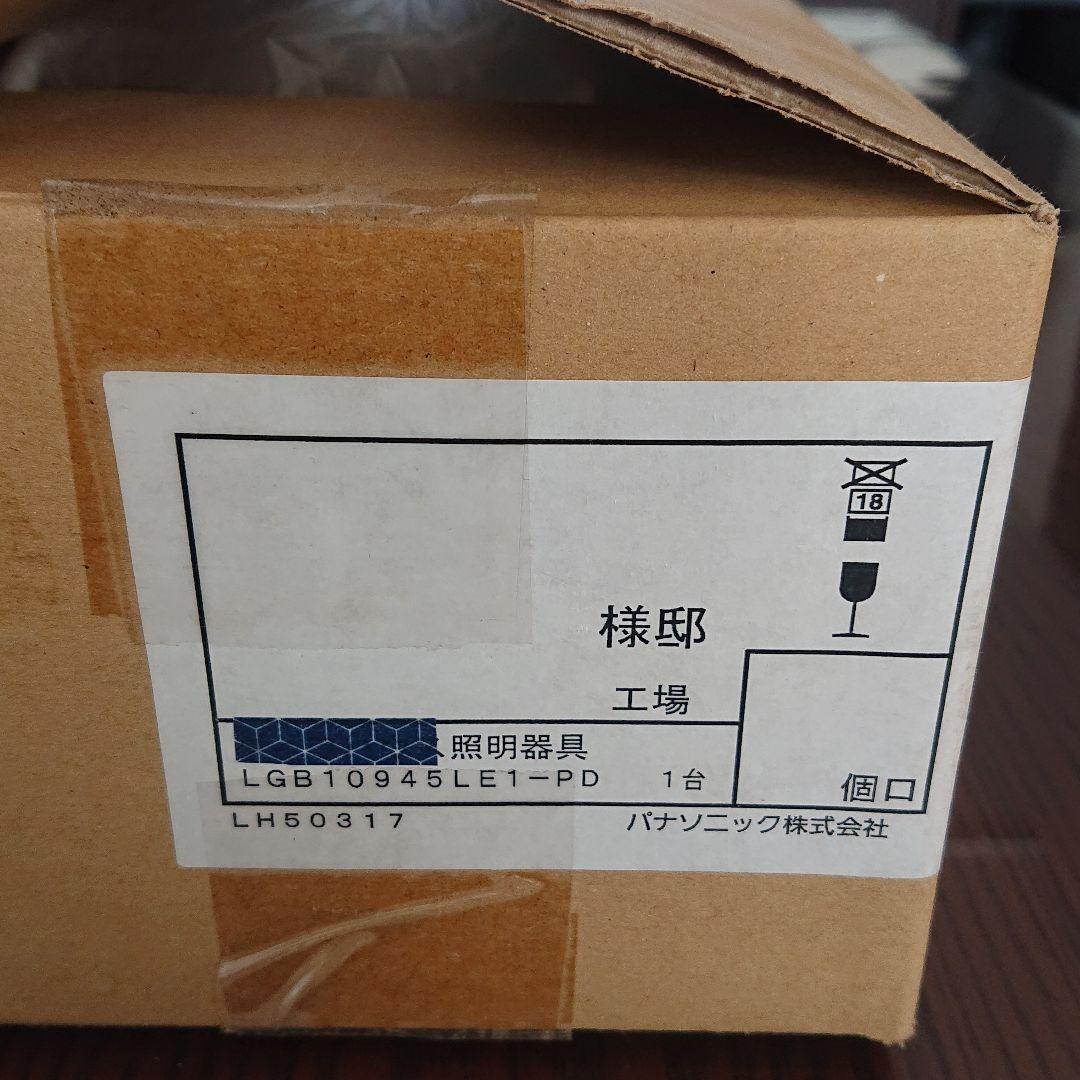 18
様邸
工場
照明器具
LGB10945LE1-PD 1台
個口
LH50317 パナソニック株式会社